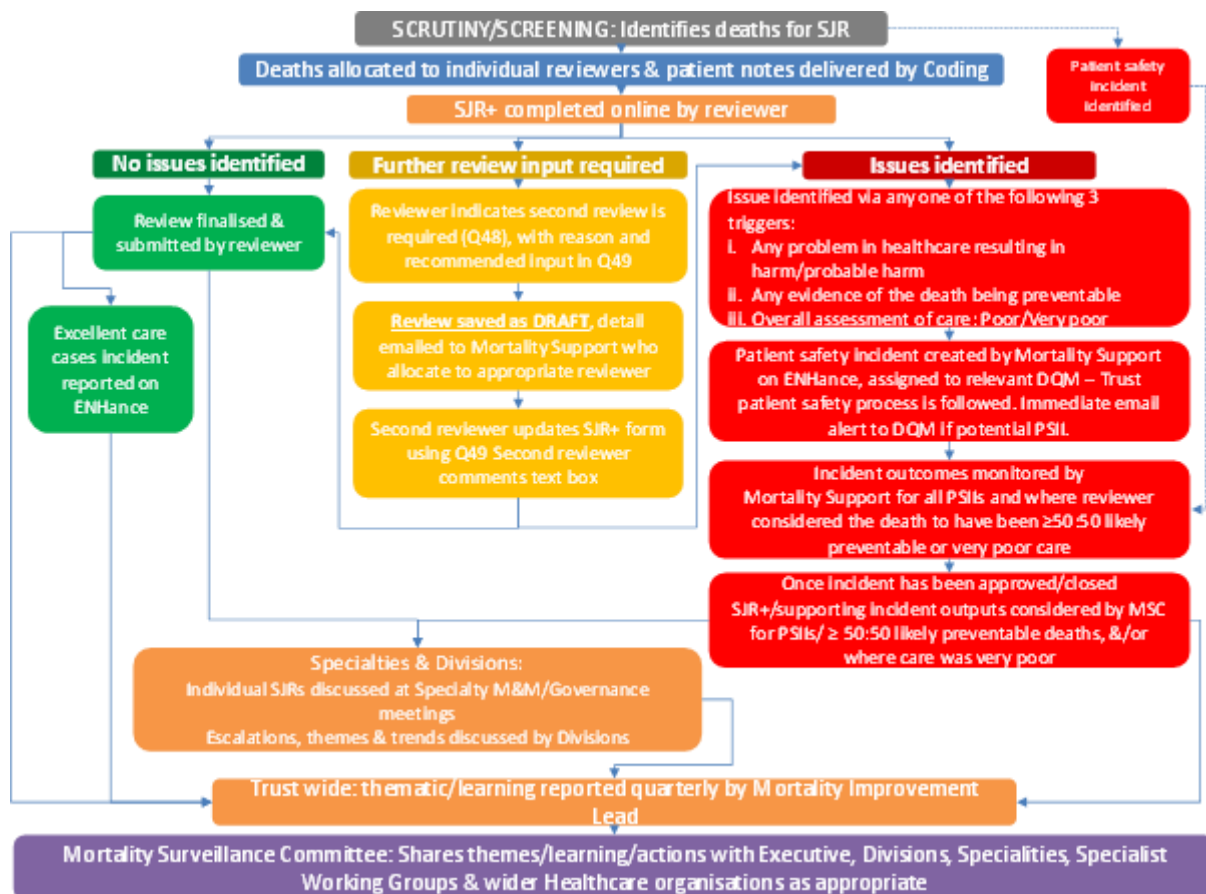 SCRUTINY/SCREENING: Identifies deaths for SJR
Deaths allocated to individual reviewers & patient notes delivered by Coding
Patient safety
incident
identified
SJR+ completed online by reviewer
No issues identified
Further review input required
Issues identified
Review finalised &
submitted by reviewer
Excellent care
cases incident
reported on
ENHance
Reviewer indicates second review is
required (Q48), with reason and
recommended input in Q49
Review saved as DRAFT, detail
emailed to Mortality Support who
allocate to appropriate reviewer
Second reviewer updates SJR+ form
using Q49 Second reviewer
comments text box
Issue identified via any one of the following 3
triggers:
i. Any problem in healthcare resulting in
harm/probable harm
ii. Any evidence of the death being preventable
iii. Overall assessment of care: Poor/Very poor
Patient safety incident created by Mortality Support
on ENHance, assigned to relevant DQM – Trust
patient safety process is followed. Immediate email
alert to DQM if potential PSII.
Incident outcomes monitored by
Mortality Support for all PSIIs and where reviewer
considered the death to have been ≥50:50 likely
preventable or very poor care
Once incident has been approved/closed
SJR+/supporting incident outputs considered by MSC
for PSIIs/ ≥ 50:50 likely preventable deaths, &/or
where care was very poor
Specialties & Divisions:
Individual SJRs discussed at Specialty M&M/Governance
meetings
Escalations, themes & trends discussed by Divisions
Trust wide: thematic/learning reported quarterly by Mortality Improvement
Lead
Mortality Surveillance Committee: Shares themes/learning/actions with Executive, Divisions, Specialities, Specialist
Working Groups & wider Healthcare organisations as appropriate